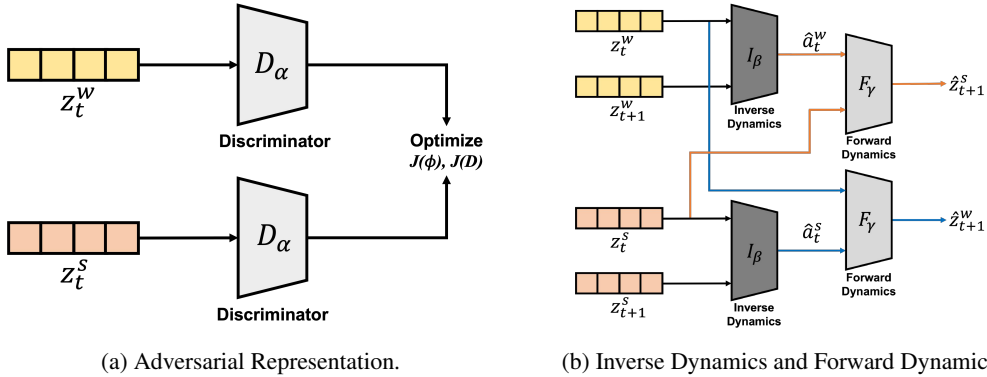 z_t^w
D_α
Discriminator
Optimize
J(ϕ), J(D)
z_t^s
D_α
Discriminator
(a) Adversarial Representation.
z_t^w
z_{t+1}^w
I_β
Inverse
Dynamics
â_t^w
F_γ
Forward
Dynamics
ẑ_{t+1}^s
z_t^s
z_{t+1}^s
I_β
Inverse
Dynamics
â_t^s
F_γ
Forward
Dynamics
ẑ_{t+1}^w
(b) Inverse Dynamics and Forward Dynamic